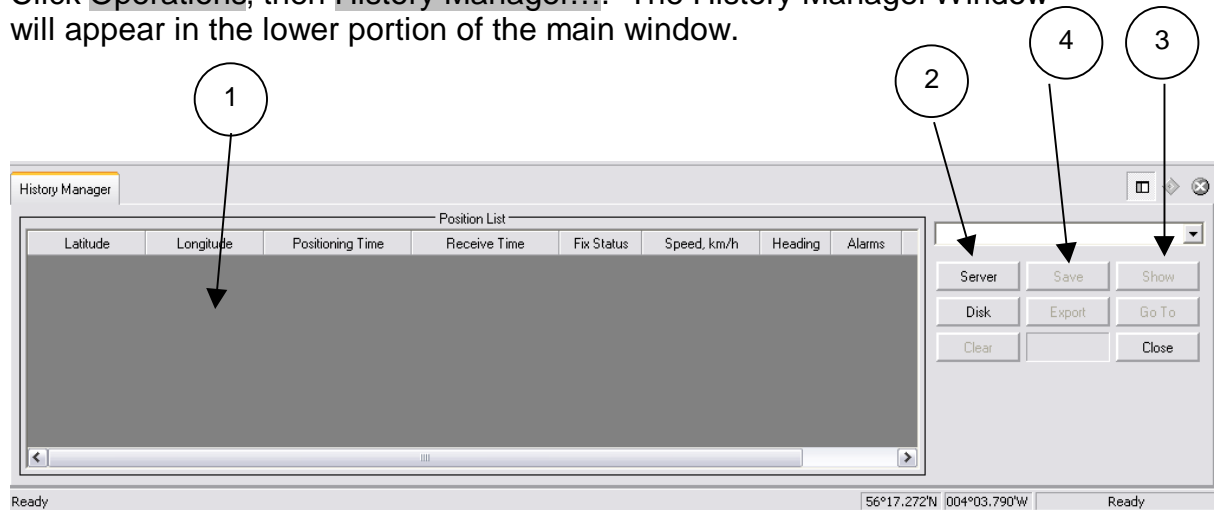 Click Operations, then History Manager.... The History Manager Window
will appear in the lower portion of the main window.
1
2
4
3
History Manager
Position List
Latitude Longitude Positioning Time Receive Time Fix Status Speed, km/h Heading Alarms
Server Save Show
Disk Export Go To
Clear Close
Ready 56°17.272'N 004°03.790'W Ready